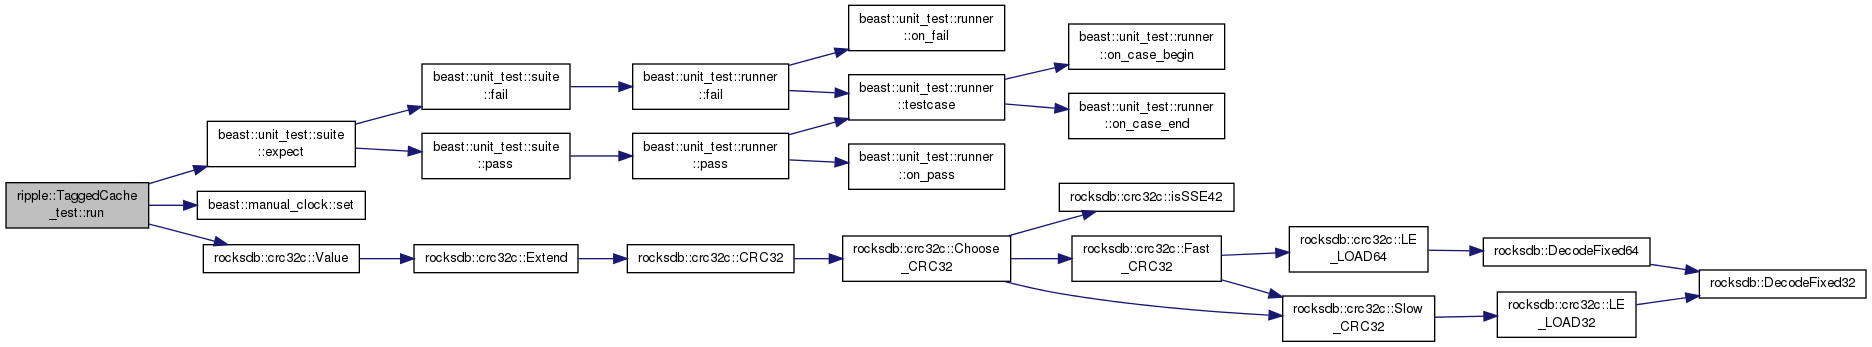 ripple::TaggedCache
_test::run
beast::unit_test::suite
::expect
beast::manual_clock::set
rocksdb::crc32c::Value
beast::unit_test::suite
::fail
beast::unit_test::suite
::pass
rocksdb::crc32c::Extend
beast::unit_test::runner
::fail
beast::unit_test::runner
::pass
rocksdb::crc32c::CRC32
beast::unit_test::runner
::on_fail
beast::unit_test::runner
::testcase
beast::unit_test::runner
::on_pass
rocksdb::crc32c::Choose
_CRC32
beast::unit_test::runner
::on_case_begin
beast::unit_test::runner
::on_case_end
rocksdb::crc32c::isSSE42
rocksdb::crc32c::Fast
_CRC32
rocksdb::crc32c::LE
_LOAD64
rocksdb::crc32c::Slow
_CRC32
rocksdb::DecodeFixed64
rocksdb::crc32c::LE
_LOAD32
rocksdb::DecodeFixed32